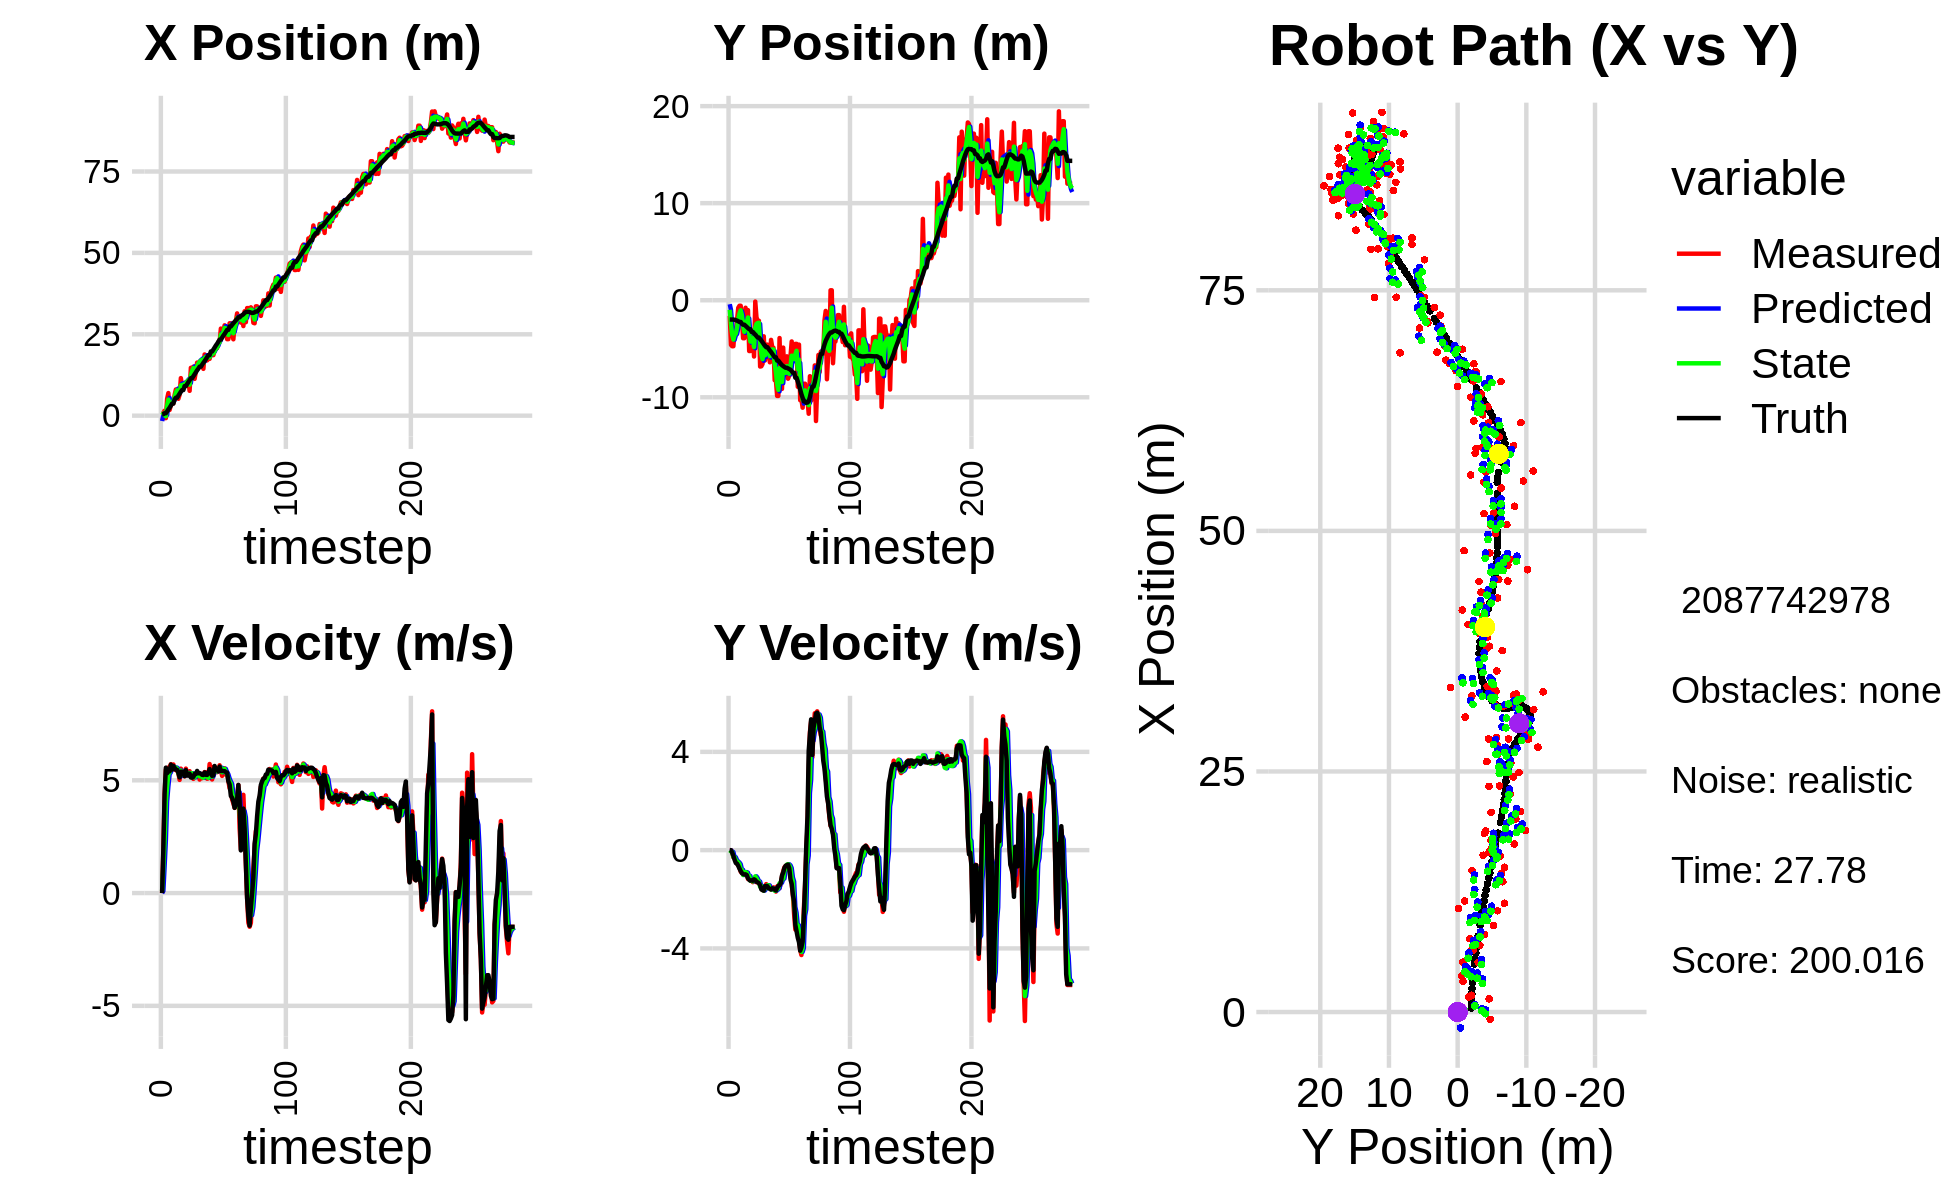 X Position (m)
75
50
25
0
0
100
200
timestep
Y Position (m)
20
10
0
-10
0
100
200
timestep
X Velocity (m/s)
5
0
-5
0
100
200
timestep
Y Velocity (m/s)
4
0
-4
0
100
200
timestep
Robot Path (X vs Y)
X Position (m)
75
50
25
0
20 10 0 -10 -20
Y Position (m)
variable
Measured
Predicted
State
Truth
2087742978
Obstacles: none
Noise: realistic
Time: 27.78
Score: 200.016